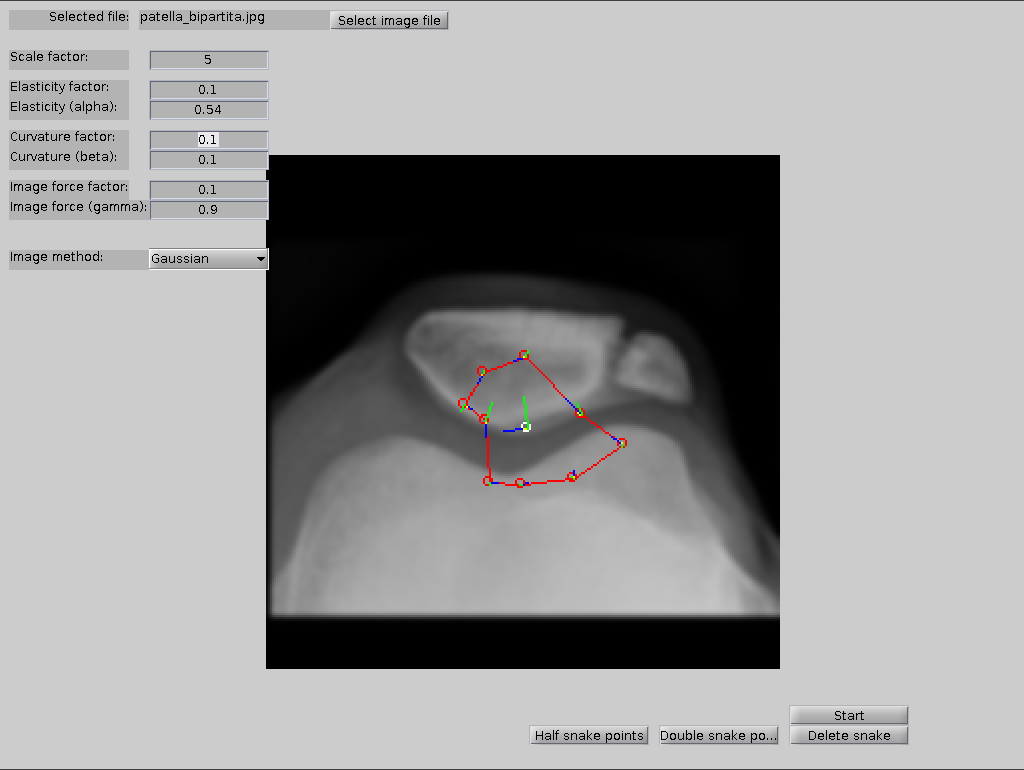 Selected file: patella_bipartita.jpg Select image file
Scale factor: 5
Elasticity factor: 0.1
Elasticity (alpha): 0.54
Curvature factor: 0.1
Curvature (beta): 0.1
Image force factor: 0.1
Image force (gamma): 0.9
Image method: Gaussian
Start
Half snake points Double snake po... Delete snake